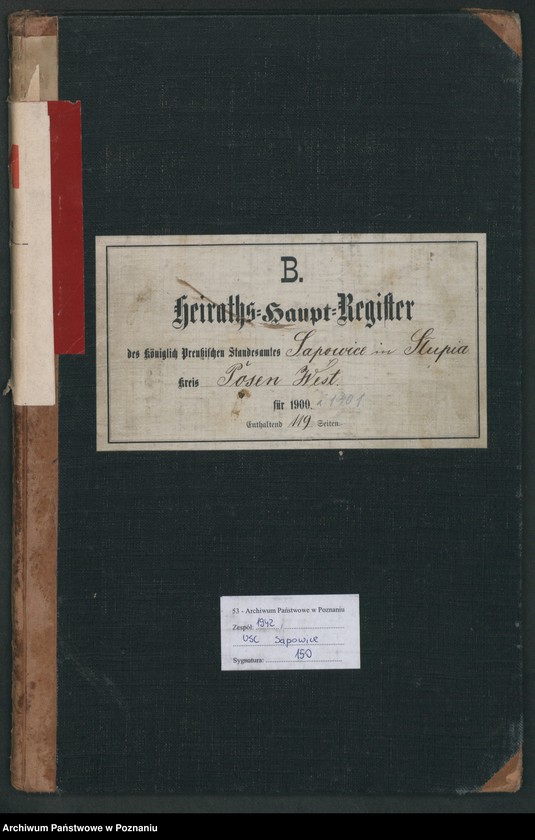 B.
Heiraths-Haupt-Register
des Königlich Preußischen Standesamtes Sapowice in Stupia
Kreis Posen West.
für 1900. i 1901
Enthaltend 119 Seiten.
53 - Archiwum Państwowe w Poznaniu
Zespół: 1942,
USC Sapowice
Sygnatura: 150
Archiwum Państwowe w Poznaniu